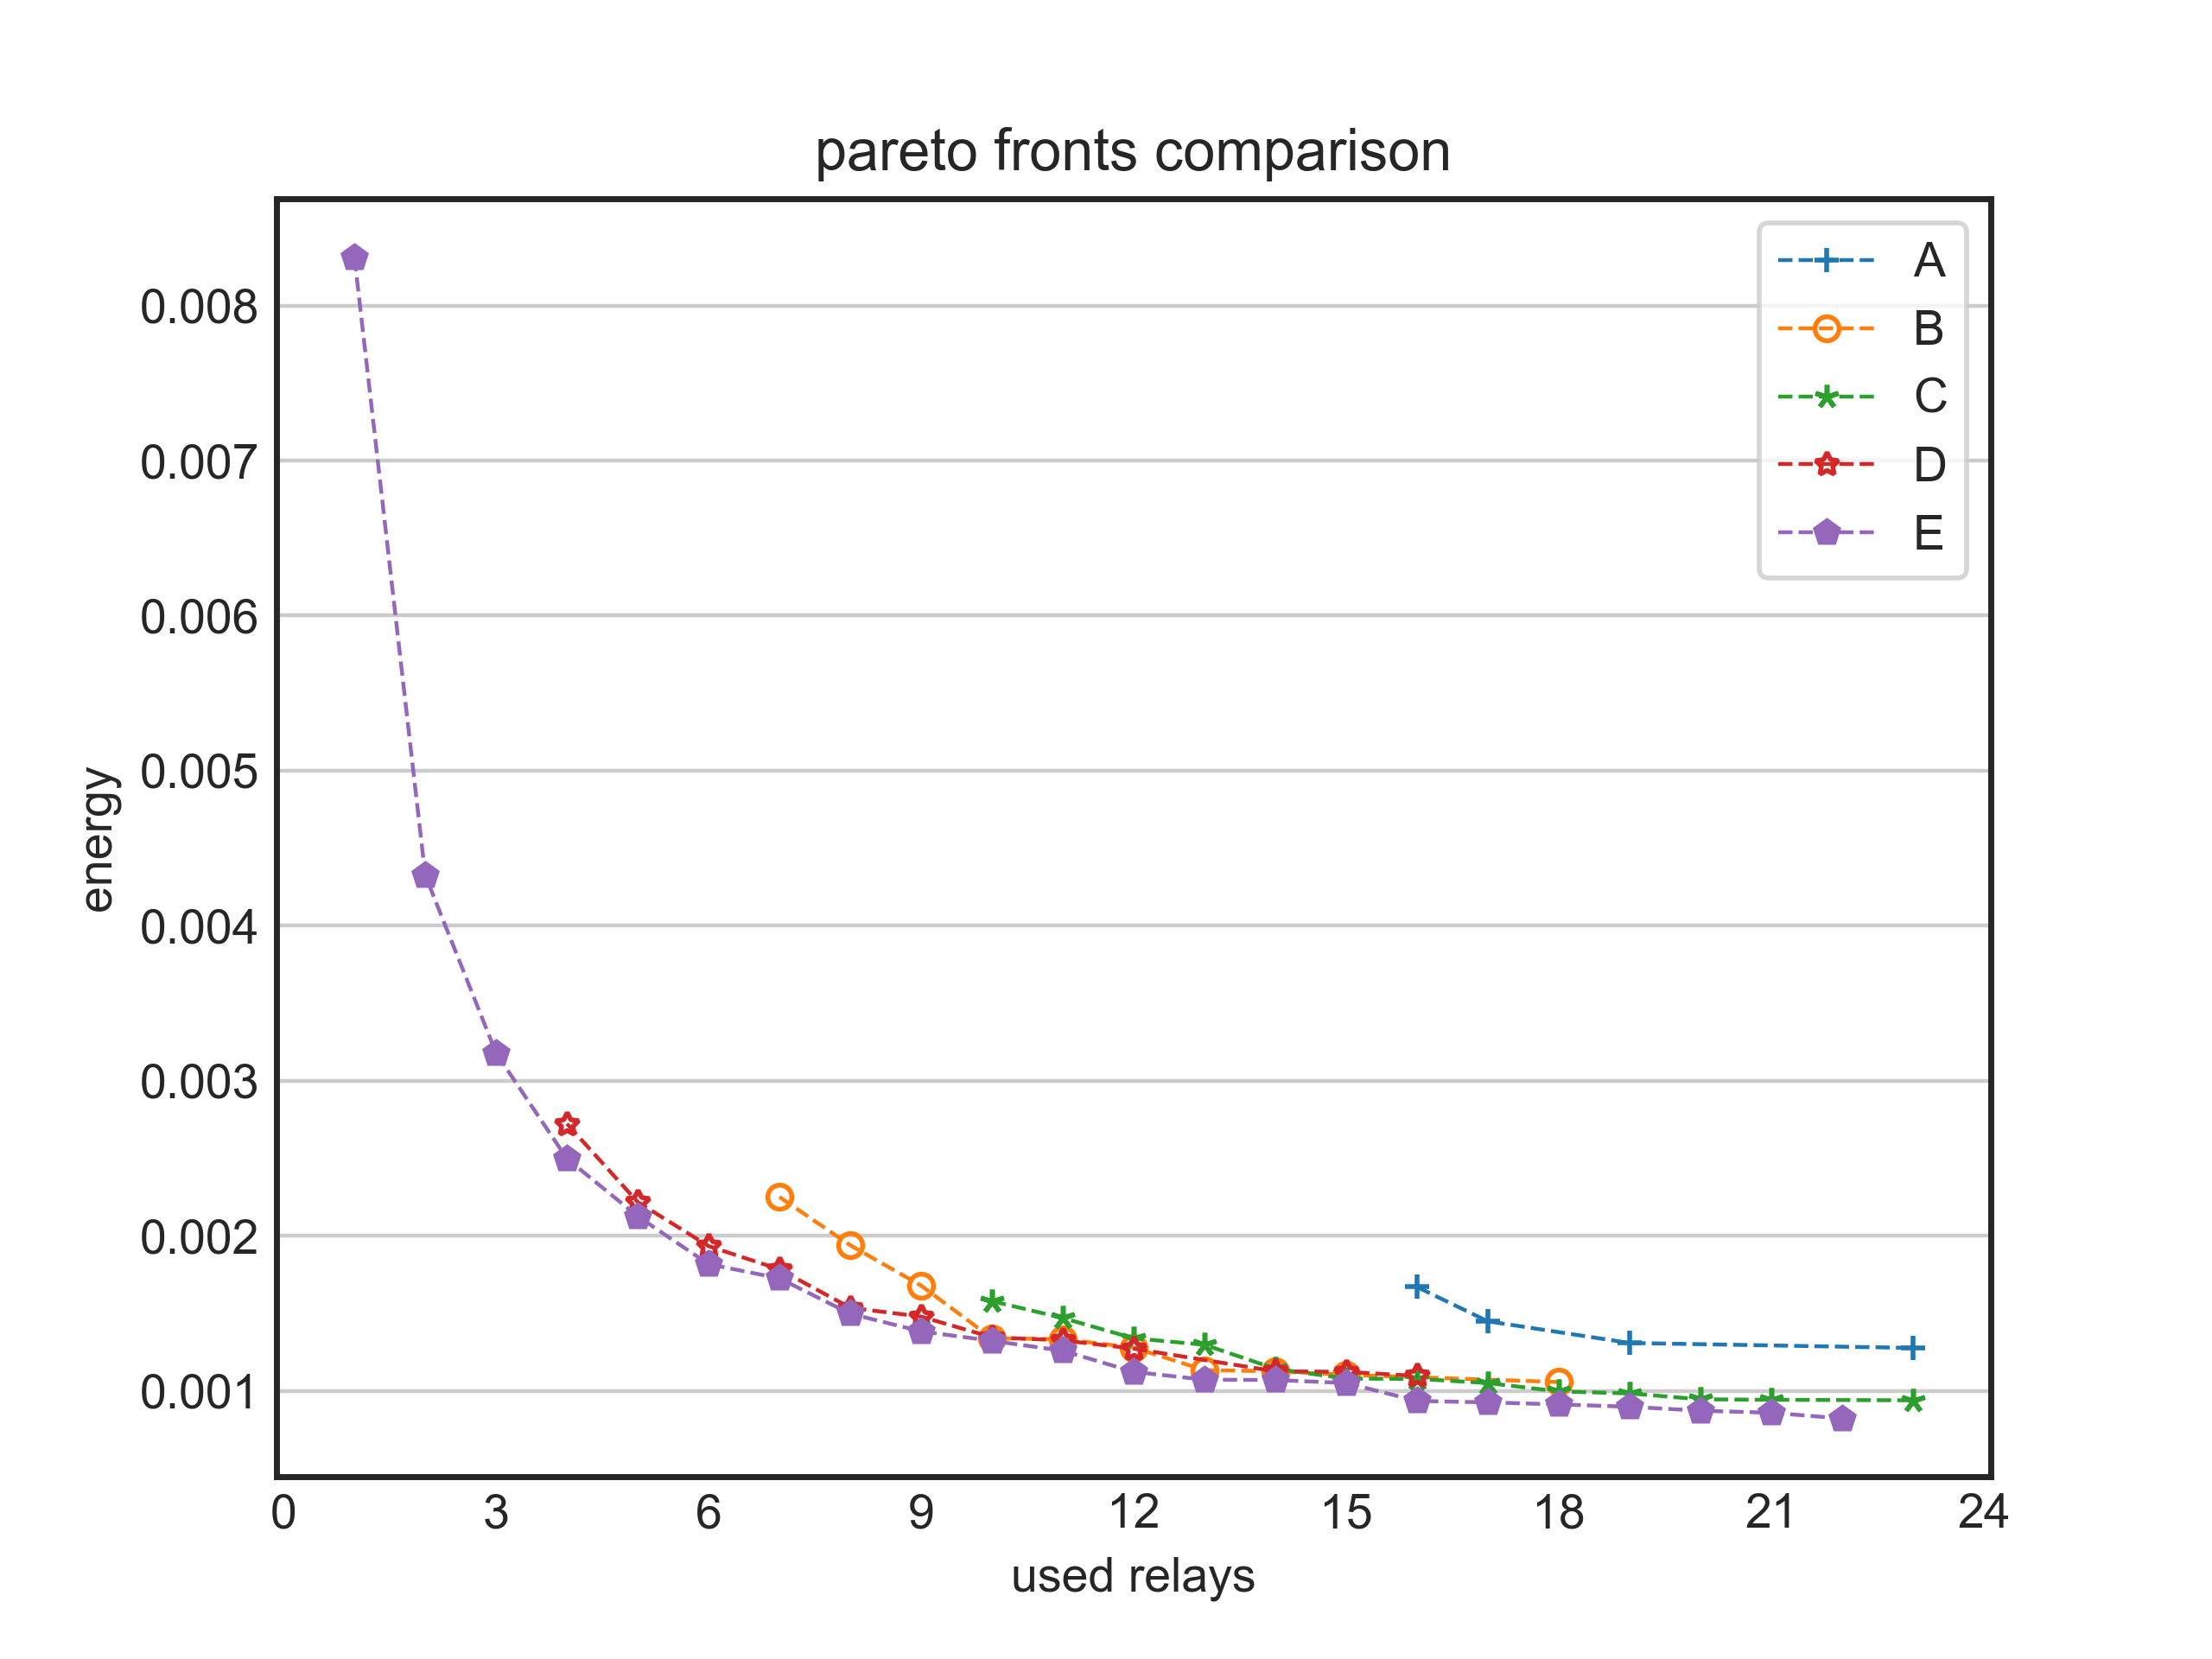 pareto fronts comparison
A
B
C
D
E
0.008
0.007
0.006
0.005
0.004
0.003
0.002
0.001
energy
0 3 6 9 12 15 18 21 24
used relays